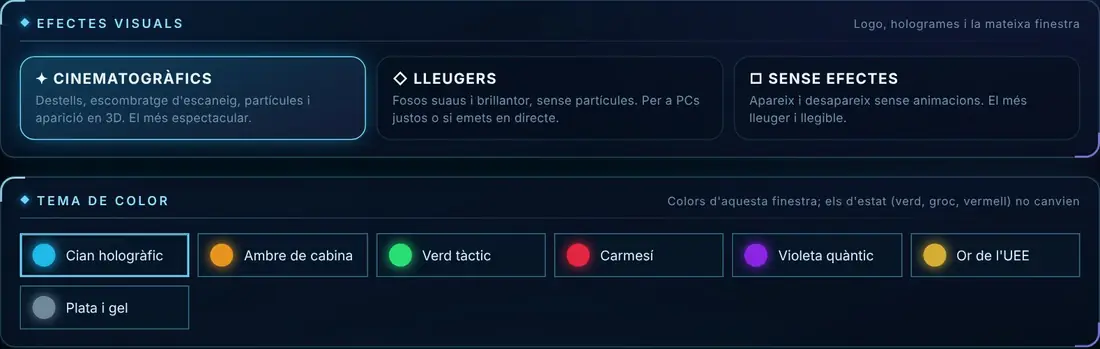 EFECTES VISUALS
Logo, hologrames i la mateixa finestra
CINEMATOGRÀFICS
Destells, escombratge d'escaneig, partícules i
aparició en 3D. El més espectacular.
LLEUGERS
Fosos suaus i brillantor, sense partícules. Per a PCs
justos o si emets en directe.
SENSE EFECTES
Apareix i desapareix sense animacions. El més
lleuger i llegible.
TEMA DE COLOR
Colors d'aquesta finestra; els d'estat (verd, groc, vermell) no canvien
Cian hologràfic
Ambre de cabina
Verd tàctic
Carmesí
Violeta quàntic
Or de l'UEE
Plata i gel